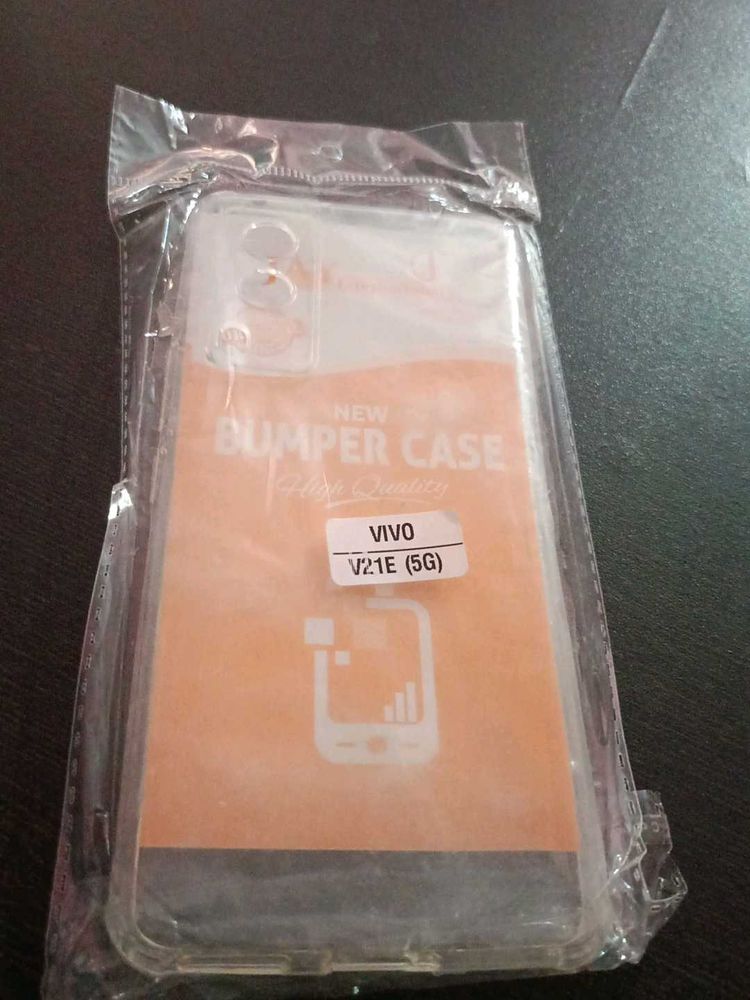 NEW
BUMPER CASE
High Quality
VIVO
V21E (5G)